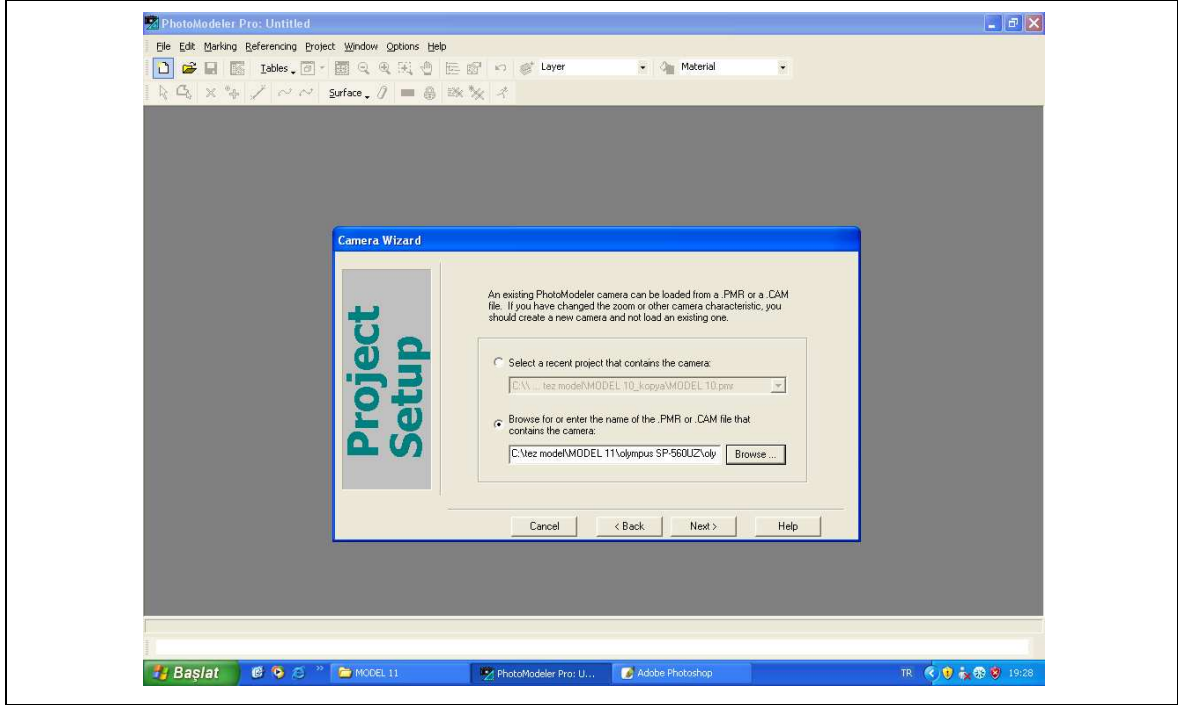 PhotoModeler Pro: Untitled
File Edit Marking Referencing Project Window Options Help
Tables Layer Material
Surface
Camera Wizard
Project
Setup
An existing PhotoModeler camera can be loaded from a .PMR or a .CAM
file. If you have changed the zoom or other camera characteristic, you
should create a new camera and not load an existing one.
Select a recent project that contains the camera:
C:\\ ... tez model\MODEL 10_kopya\MODEL 10.pmr
Browse for or enter the name of the .PMR or .CAM file that
contains the camera:
C:\tez model\MODEL 11\olympus SP-560UZ\oly Browse ...
Cancel < Back Next > Help
Başlat » MODEL 11 PhotoModeler Pro: U... Adobe Photoshop TR 19:28